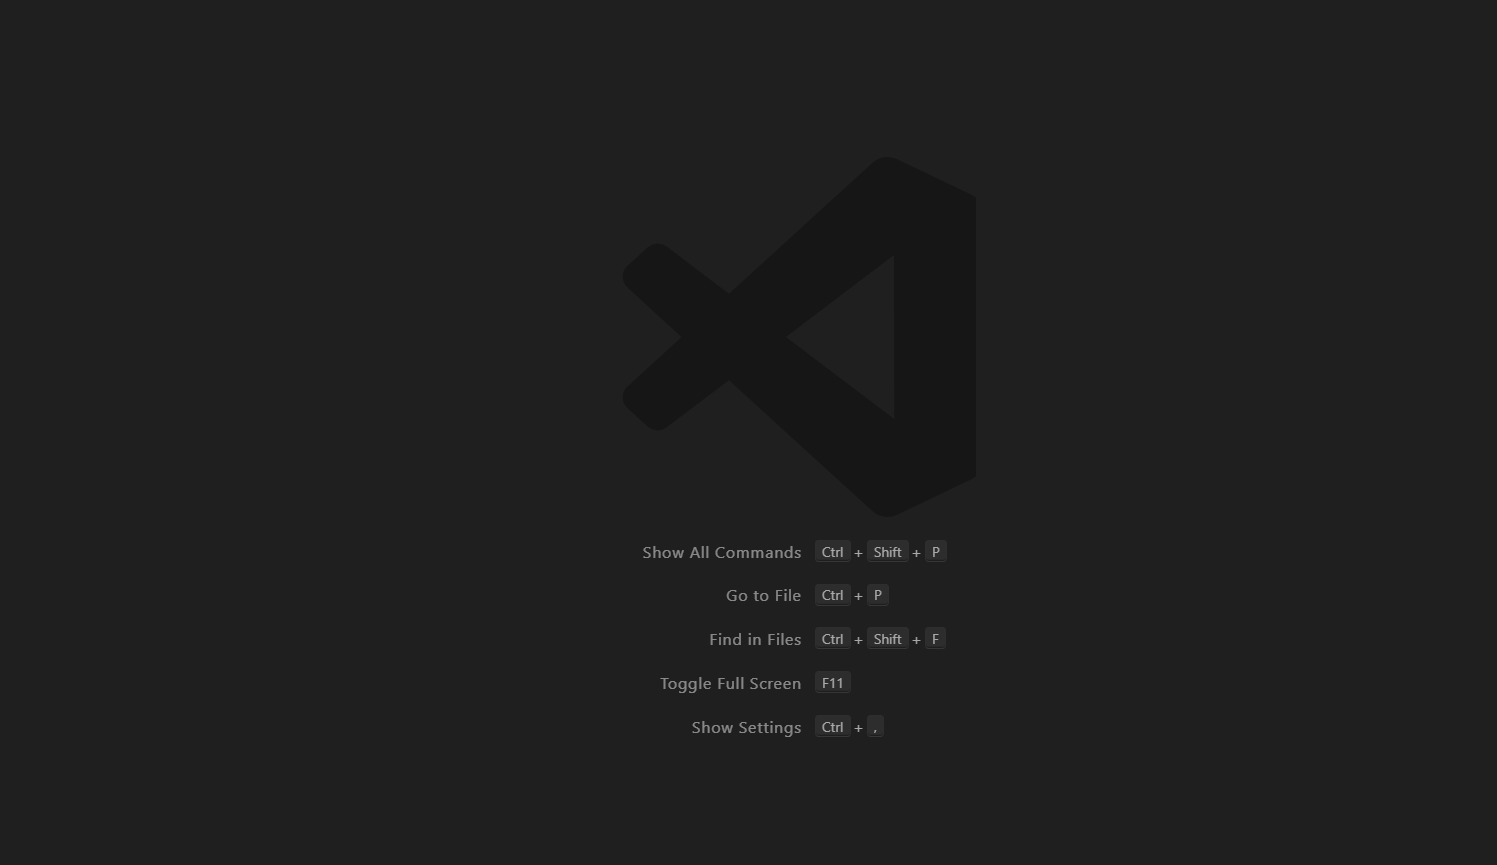 Show All Commands Ctrl + Shift + P
Go to File Ctrl + P
Find in Files Ctrl + Shift + F
Toggle Full Screen F11
Show Settings Ctrl + ,